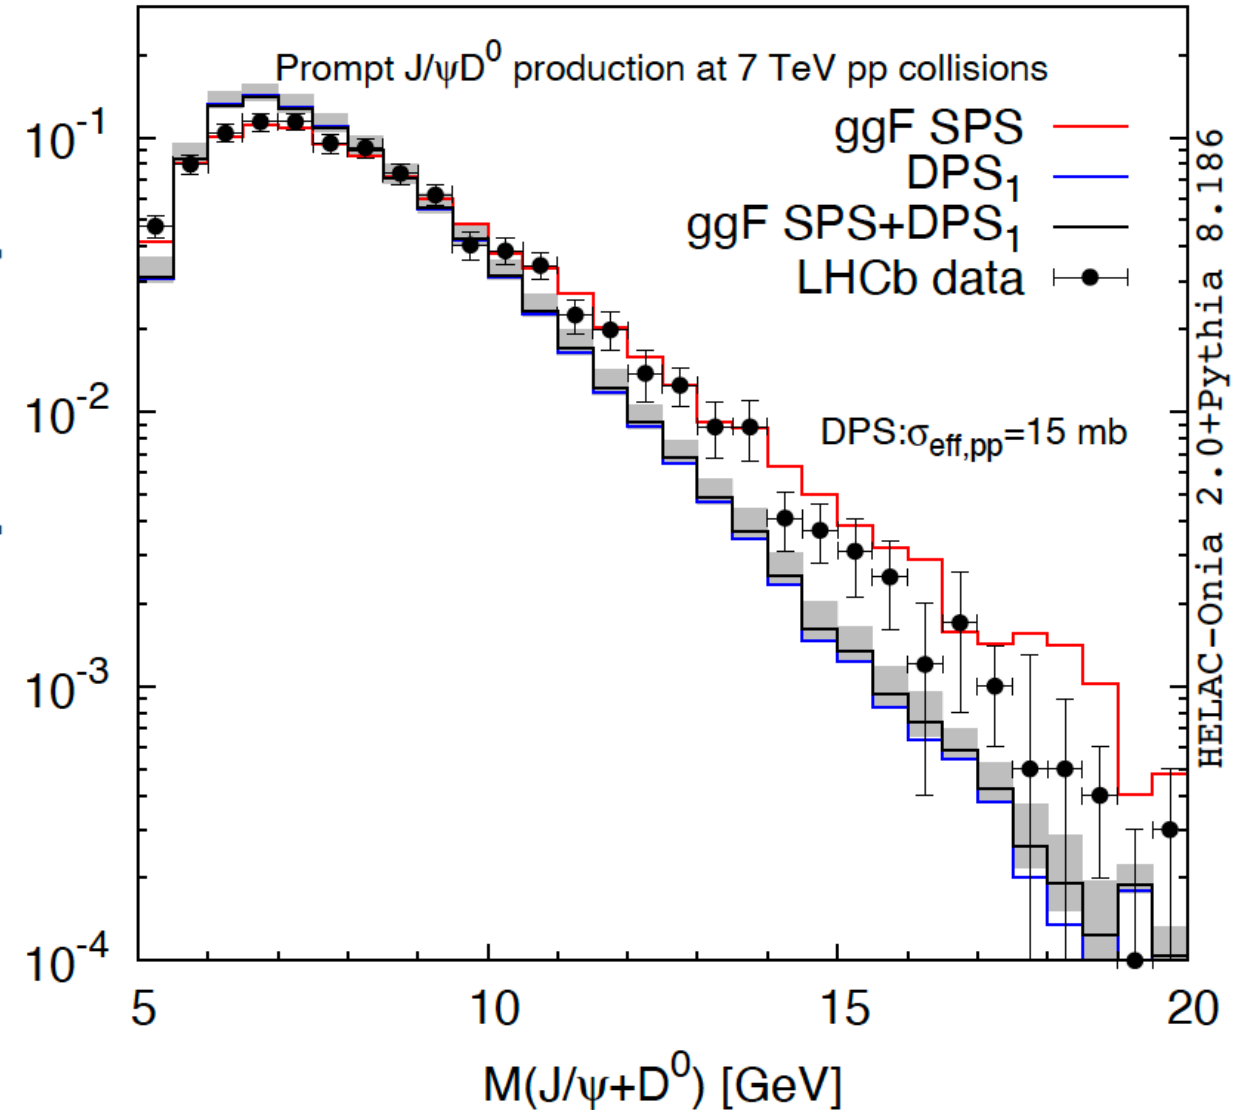 Prompt J/ψD⁰ production at 7 TeV pp collisions
ggF SPS
DPS₁
ggF SPS+DPS₁
LHCb data
DPS:σ_eff,pp=15 mb
10⁻¹
10⁻²
10⁻³
10⁻⁴
5 10 15 20
M(J/ψ+D⁰) [GeV]
HELAC-Onia 2.0+Pythia 8.186